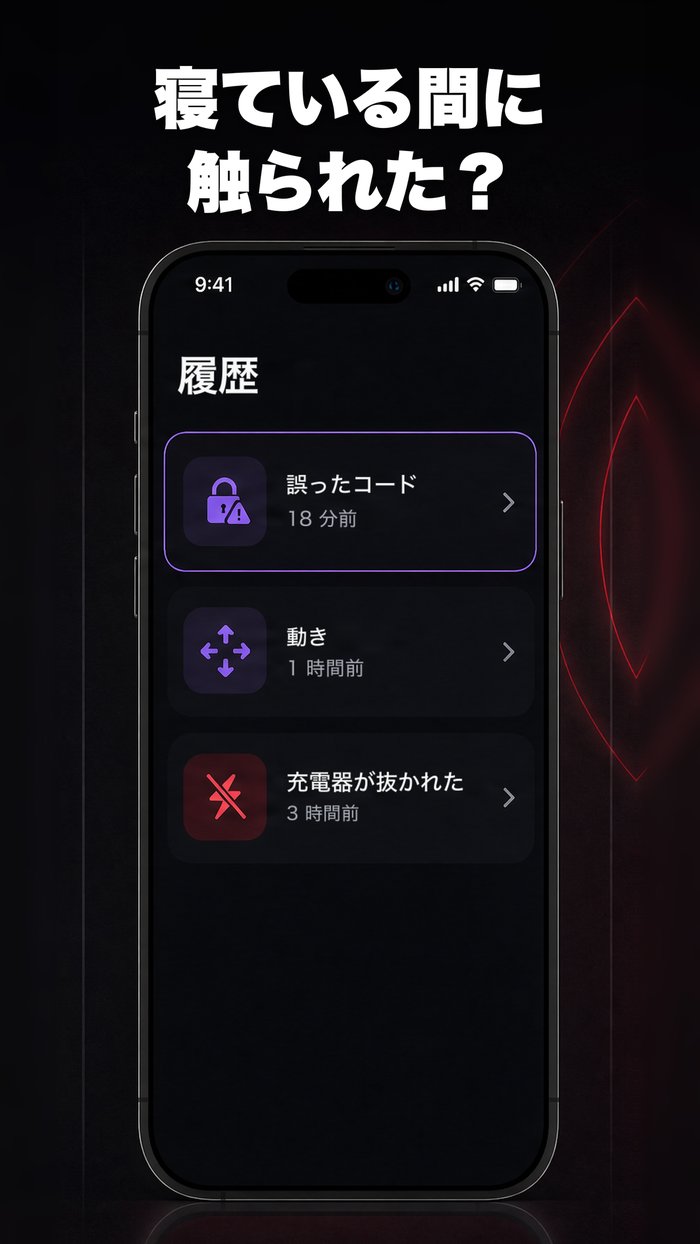 寝ている間に
触られた？
9:41
履歴
誤ったコード
18 分前
動き
1 時間前
充電器が抜かれた
3 時間前